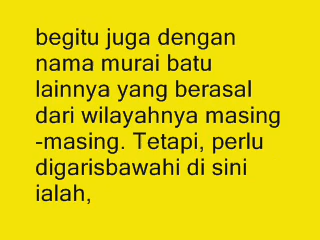 begitu juga dengan
nama murai batu
lainnya yang berasal
dari wilayahnya masing
-masing. Tetapi, perlu
digarisbawahi di sini
ialah,